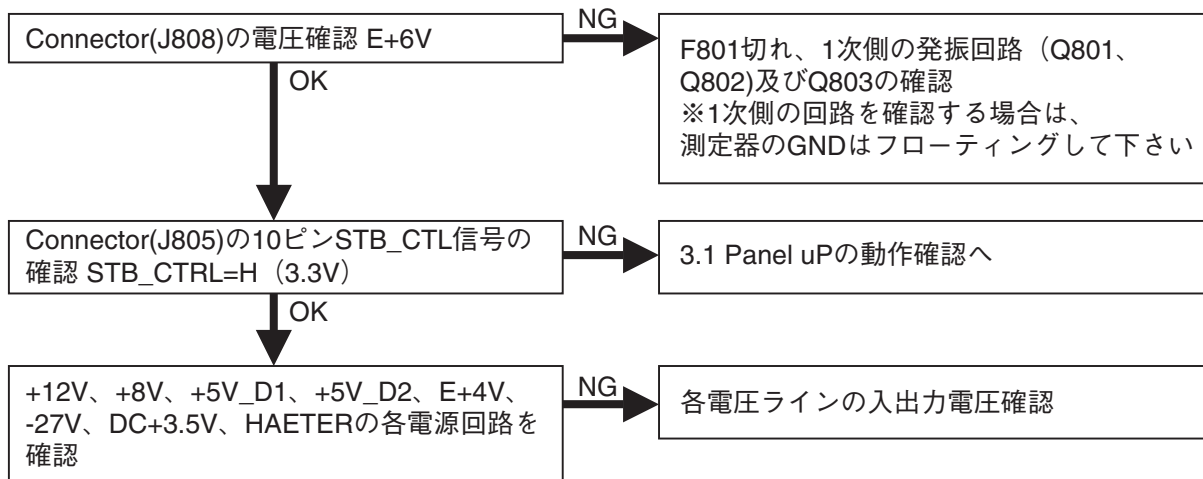 Connector(J808)の電圧確認 E+6V
NG
F801切れ、1次側の発振回路（Q801、
Q802)及びQ803の確認
※1次側の回路を確認する場合は、
測定器のGNDはフローティングして下さい
OK
Connector(J805)の10ピンSTB_CTL信号の
確認 STB_CTRL=H（3.3V）
NG
3.1 Panel uPの動作確認へ
OK
+12V、+8V、+5V_D1、+5V_D2、E+4V、
-27V、DC+3.5V、HAETERの各電源回路を
確認
NG
各電圧ラインの入出力電圧確認